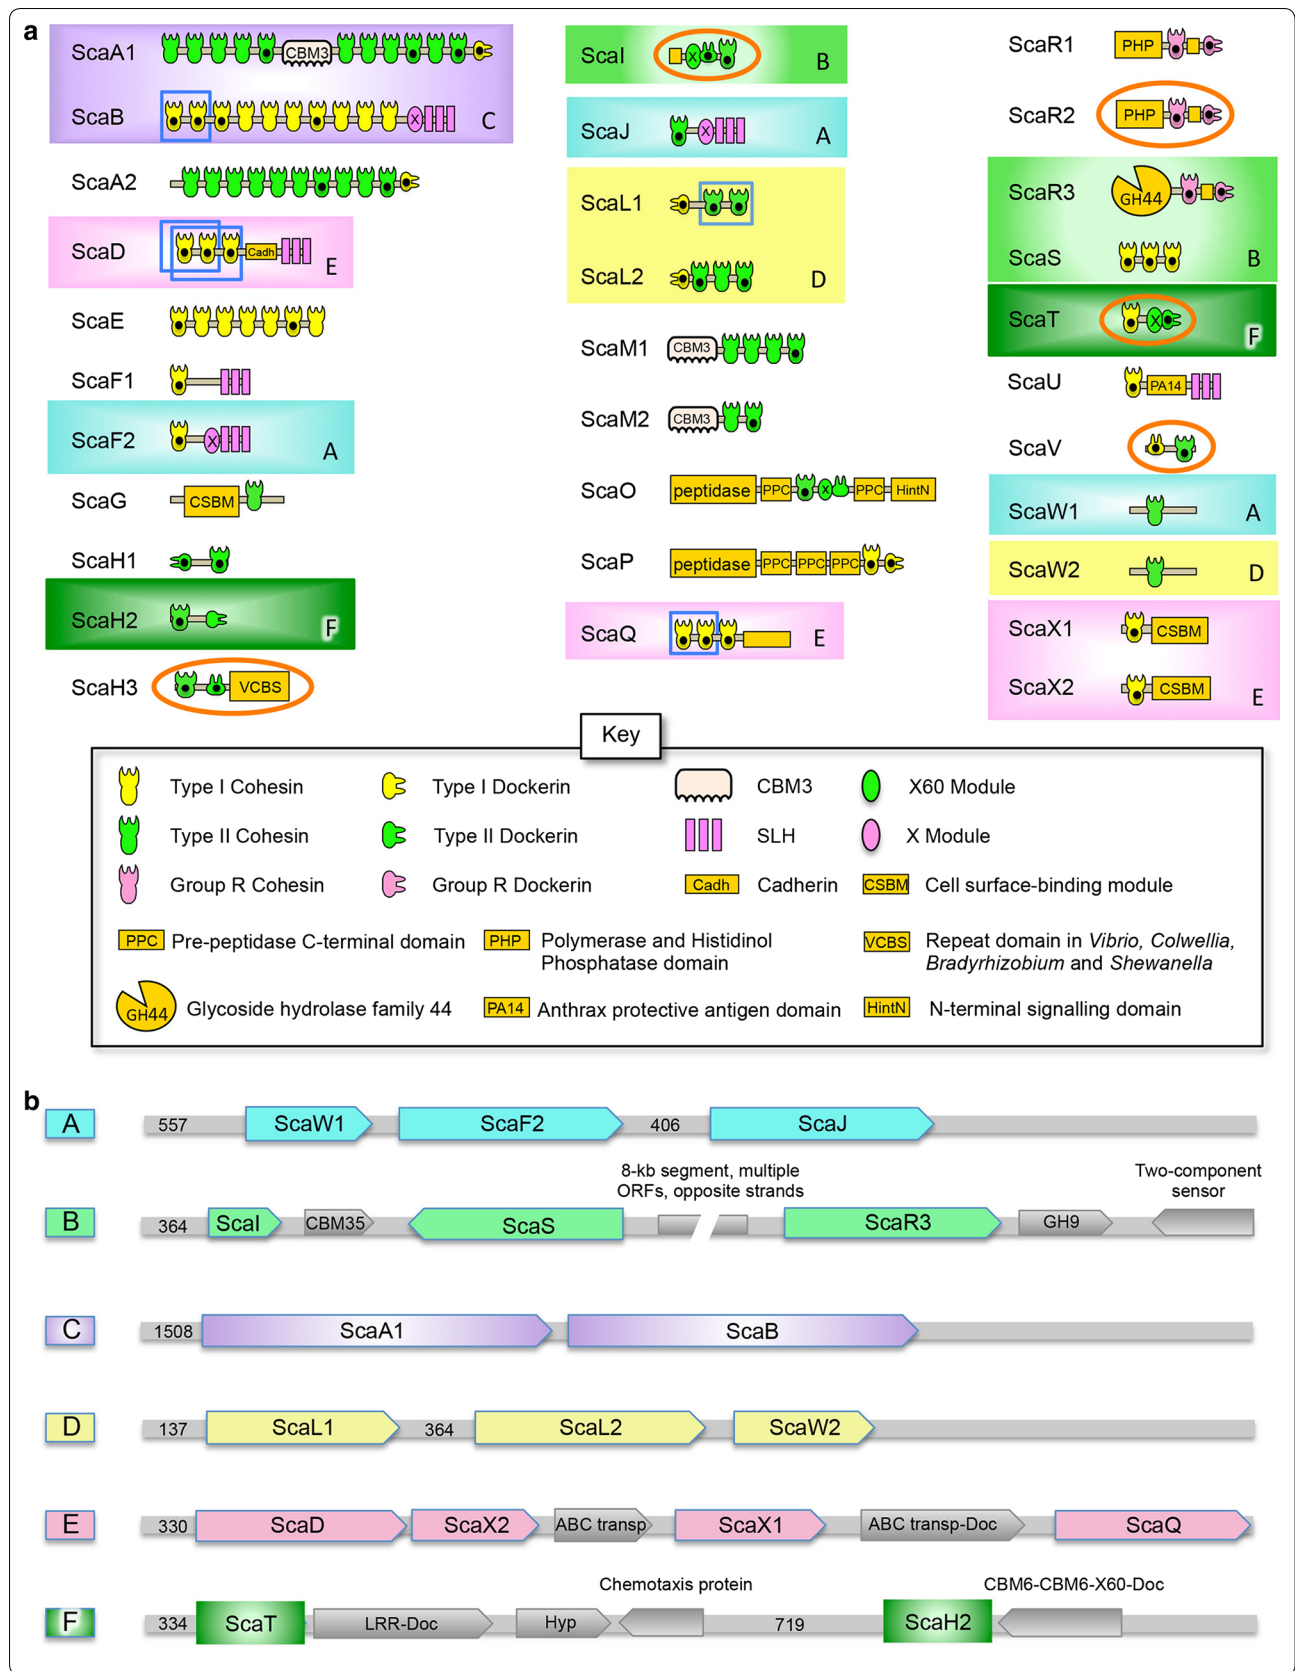 a
ScaA1
CBM3
ScaB
X
C
ScaA2
ScaD
Cadh
E
ScaE
ScaF1
ScaF2
X
A
ScaG
CSBM
ScaH1
ScaH2
F
ScaH3
VCBS
ScaI
X
B
ScaJ
X
A
ScaL1
ScaL2
D
ScaM1
CBM3
ScaM2
CBM3
ScaO
peptidase PPC X PPC HintN
ScaP
peptidase PPC PPC PPC
ScaQ
E
ScaR1
PHP
ScaR2
PHP
ScaR3
GH44
ScaS
B
ScaT
X
F
ScaU
PA14
ScaV
ScaW1
A
ScaW2
D
ScaX1
CSBM
ScaX2
CSBM
E
Key
Type I Cohesin
Type I Dockerin
CBM3
X60 Module
Type II Cohesin
Type II Dockerin
SLH
X Module
Group R Cohesin
Group R Dockerin
Cadh
Cadherin
CSBM
Cell surface-binding module
PPC
Pre-peptidase C-terminal domain
PHP
Polymerase and Histidinol
Phosphatase domain
VCBS
Repeat domain in Vibrio, Colwellia,
Bradyrhizobium and Shewanella
GH44
Glycoside hydrolase family 44
PA14
Anthrax protective antigen domain
HintN
N-terminal signalling domain
b
A
557
ScaW1
ScaF2
406
ScaJ
8-kb segment, multiple
ORFs, opposite strands
Two-component
sensor
B
364
ScaI
CBM35
ScaS
ScaR3
GH9
C
1508
ScaA1
ScaB
D
137
ScaL1
364
ScaL2
ScaW2
E
330
ScaD
ScaX2
ABC transp
ScaX1
ABC transp-Doc
ScaQ
Chemotaxis protein
CBM6-CBM6-X60-Doc
F
334
ScaT
LRR-Doc
Hyp
719
ScaH2